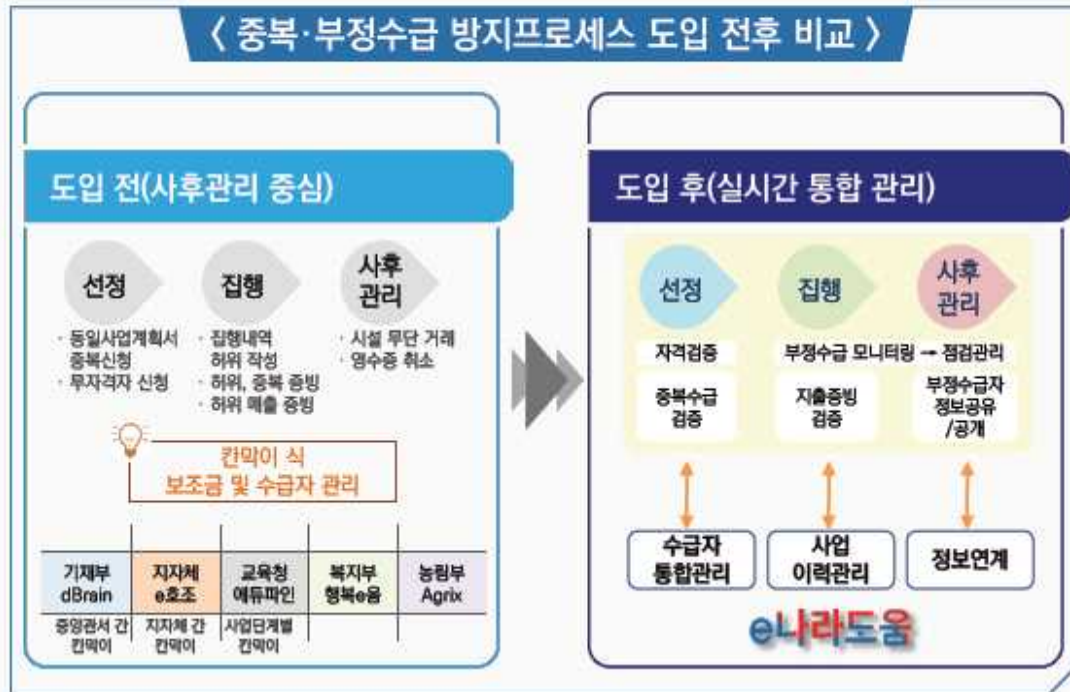 < 중복·부정수급 방지프로세스 도입 전후 비교 >
도입 전(사후관리 중심)
선정
집행
사후
관리
· 동일사업계획서
중복신청
· 무자격자 신청
· 집행내역
허위 작성
· 허위, 중복 증빙
· 허위 매출 증빙
· 시설 무단 거래
· 영수증 취소
칸막이 식
보조금 및 수급자 관리
기재부
dBrain
지자체
e호조
교육청
에듀파인
복지부
행복e음
농림부
Agrix
중앙관서 간
칸막이
지자체 간
칸막이
사업단계별
칸막이
도입 후(실시간 통합 관리)
선정
집행
사후
관리
자격검증
부정수급 모니터링 → 점검관리
중복수급
검증
지출증빙
검증
부정수급자
정보공유
/공개
수급자
통합관리
사업
이력관리
정보연계
e나라도움